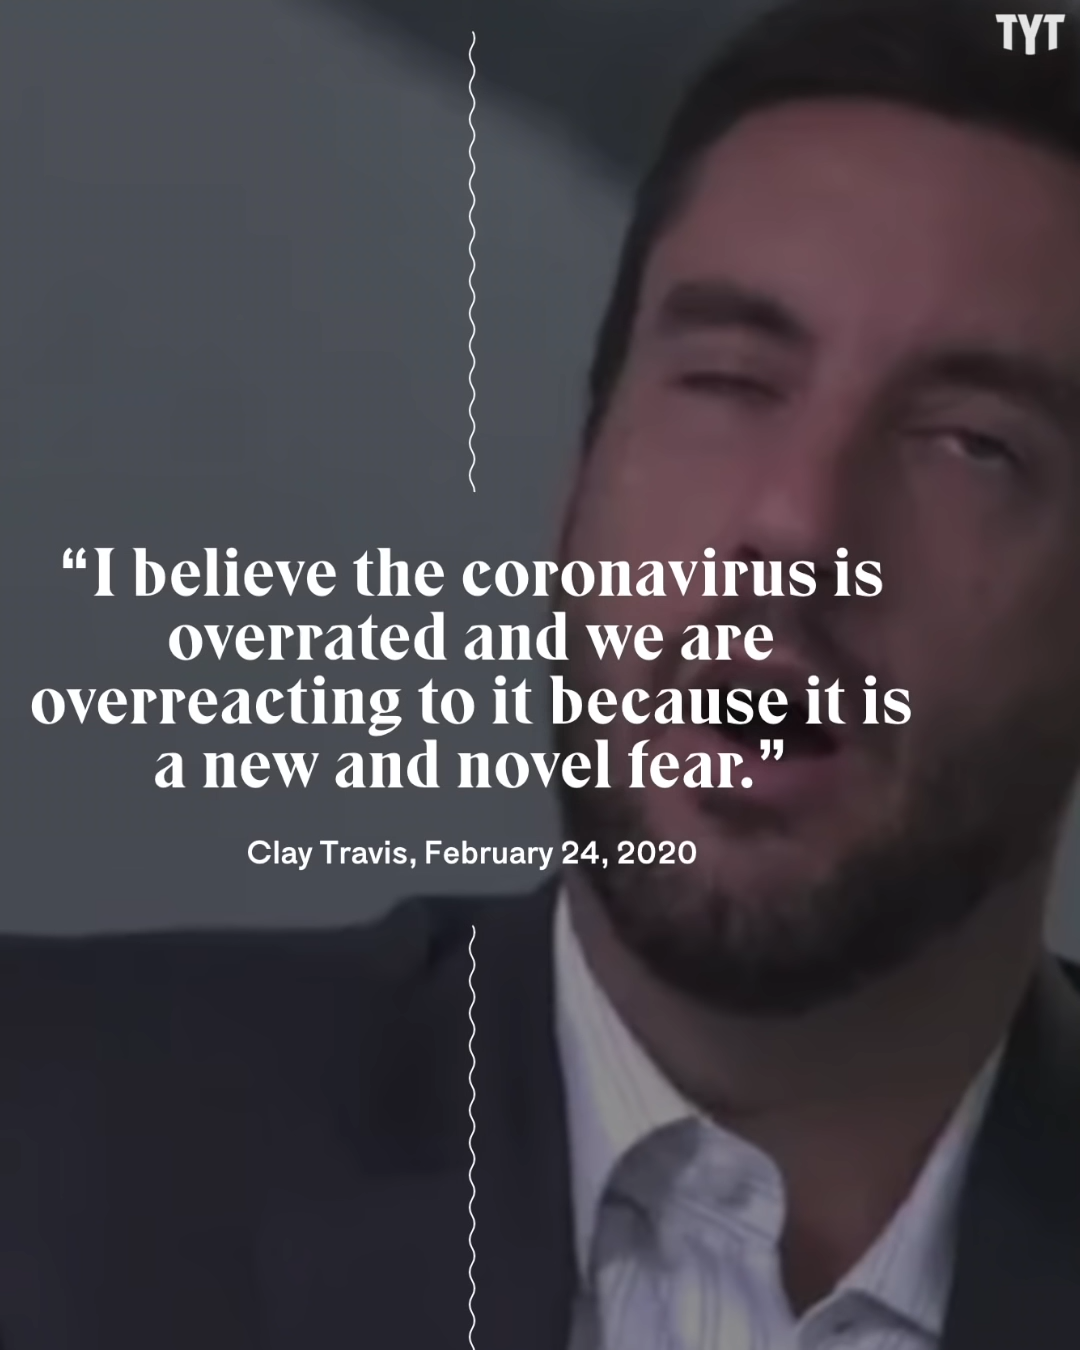 TYT
“I believe the coronavirus is
overrated and we are
overreacting to it because it is
a new and novel fear.”
Clay Travis, February 24, 2020